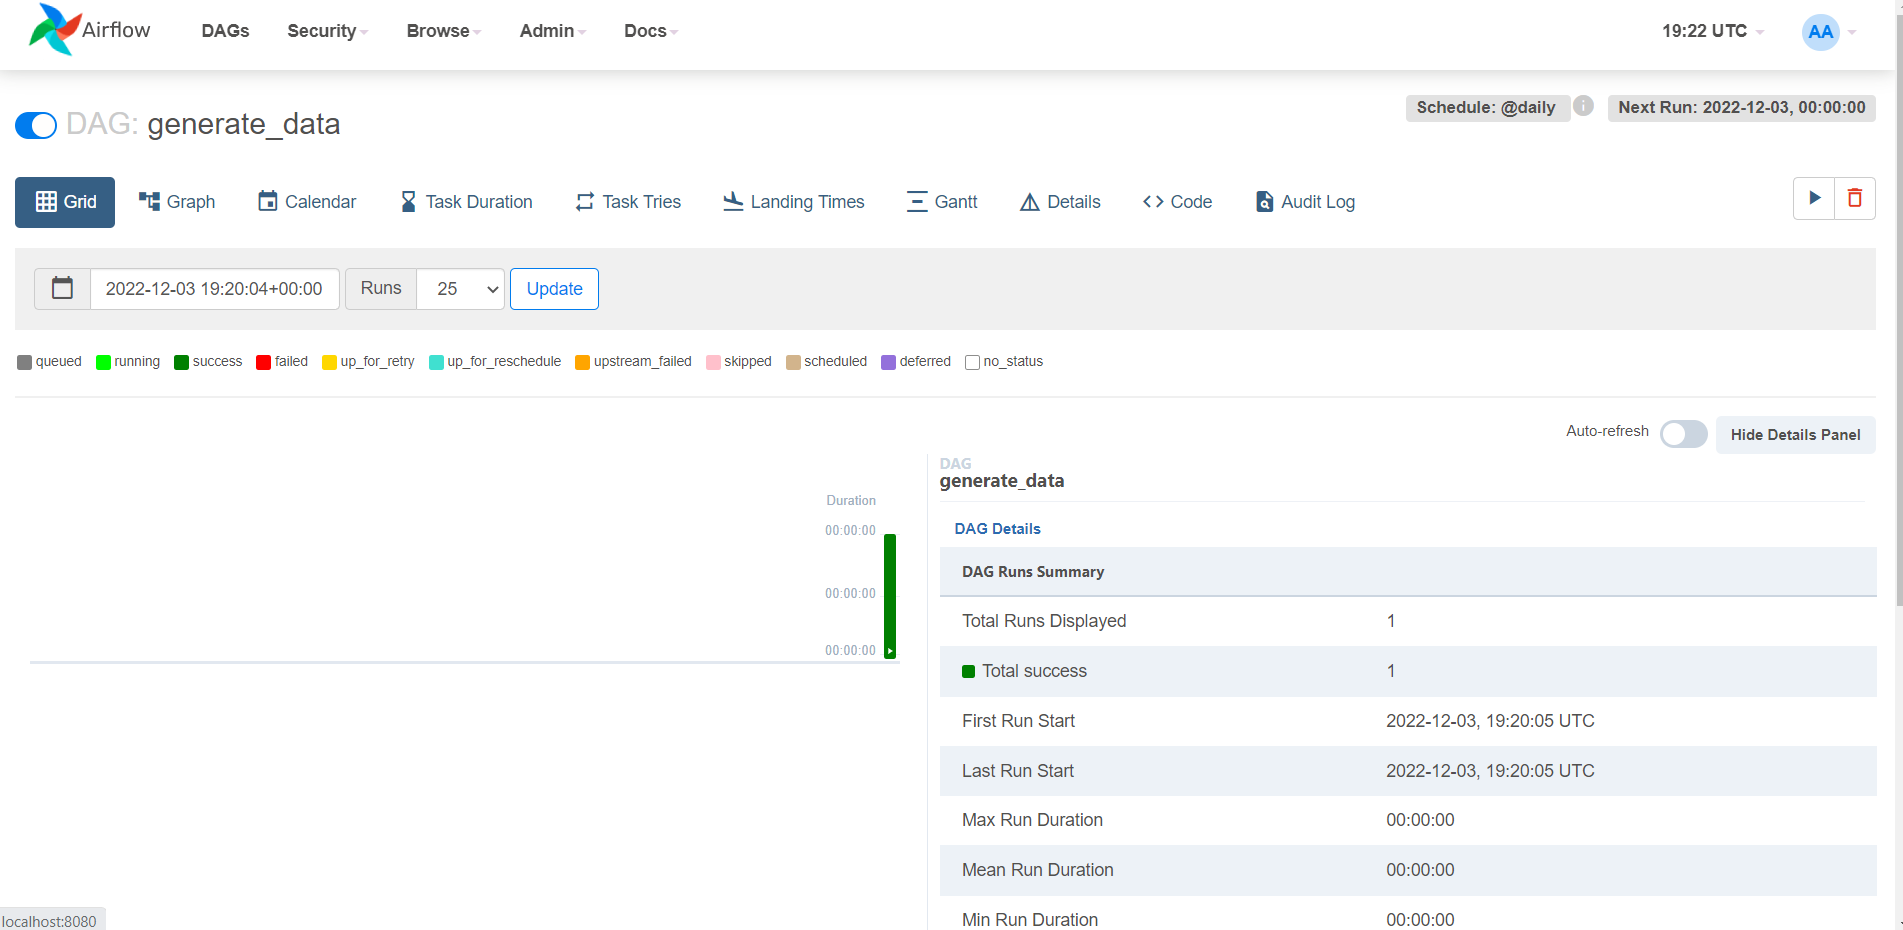 Airflow DAGs Security Browse Admin Docs 19:22 UTC AA
Schedule: @daily Next Run: 2022-12-03, 00:00:00
DAG: generate_data
Grid Graph Calendar Task Duration Task Tries Landing Times Gantt Details Code Audit Log
2022-12-03 19:20:04+00:00 Runs 25 Update
queued running success failed up_for_retry up_for_reschedule upstream_failed skipped scheduled deferred no_status
Auto-refresh Hide Details Panel
Duration
00:00:00
00:00:00
00:00:00
DAG
generate_data
DAG Details
DAG Runs Summary
Total Runs Displayed 1
Total success 1
First Run Start 2022-12-03, 19:20:05 UTC
Last Run Start 2022-12-03, 19:20:05 UTC
Max Run Duration 00:00:00
Mean Run Duration 00:00:00
Min Run Duration 00:00:00
localhost:8080